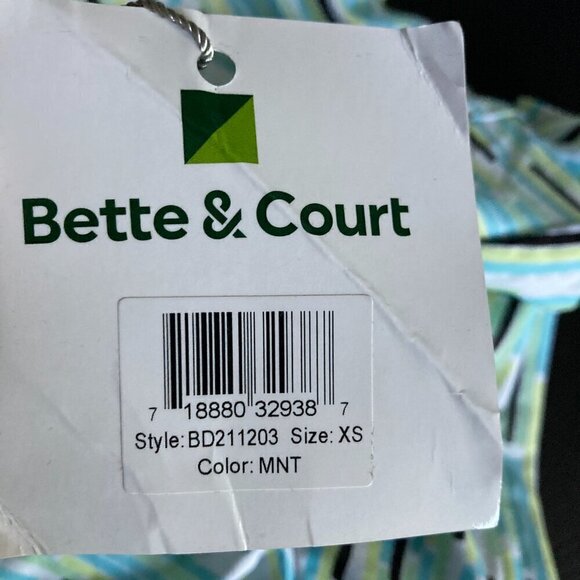 Bette & Court
7 18880 32938 7
Style: BD211203 Size: XS
Color: MNT